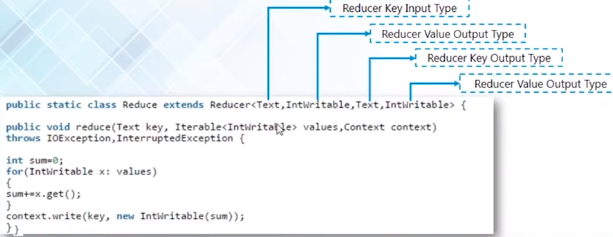 Reducer Key Input Type
Reducer Value Output Type
Reducer Key Output Type
Reducer Value Output Type
public static class Reduce extends Reducer<Text,IntWritable,Text,IntWritable> {
public void reduce(Text key, Iterable<IntWritable> values,Context context)
throws IOException,InterruptedException {
int sum=0;
for(IntWritable x: values)
{
sum+=x.get();
}
context.write(key, new IntWritable(sum));
}}